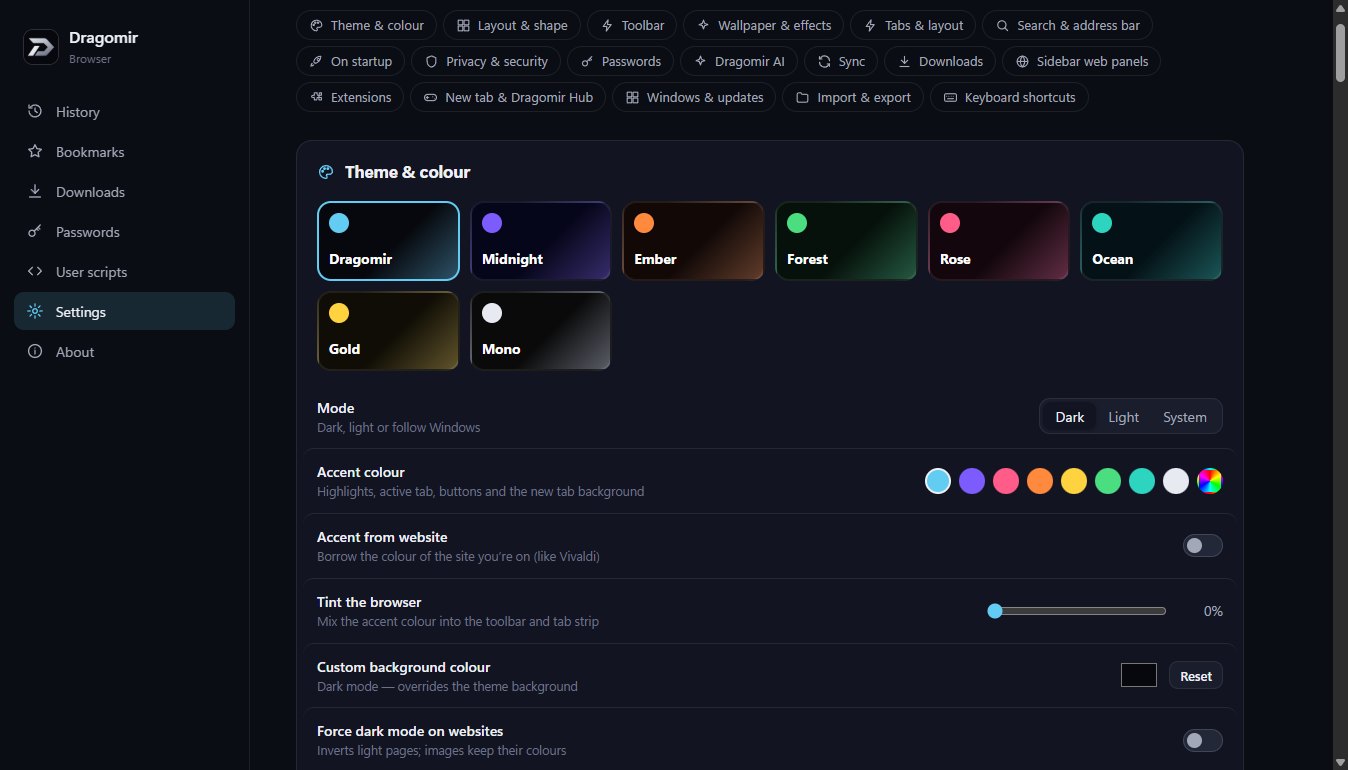 Dragomir
Browser
History
Bookmarks
Downloads
Passwords
User scripts
Settings
About
Theme & colour
Layout & shape
Toolbar
Wallpaper & effects
Tabs & layout
Search & address bar
On startup
Privacy & security
Passwords
Dragomir AI
Sync
Downloads
Sidebar web panels
Extensions
New tab & Dragomir Hub
Windows & updates
Import & export
Keyboard shortcuts
Theme & colour
Dragomir
Midnight
Ember
Forest
Rose
Ocean
Gold
Mono
Mode
Dark, light or follow Windows
Dark
Light
System
Accent colour
Highlights, active tab, buttons and the new tab background
Accent from website
Borrow the colour of the site you’re on (like Vivaldi)
Tint the browser
Mix the accent colour into the toolbar and tab strip
0%
Custom background colour
Dark mode — overrides the theme background
Reset
Force dark mode on websites
Inverts light pages; images keep their colours